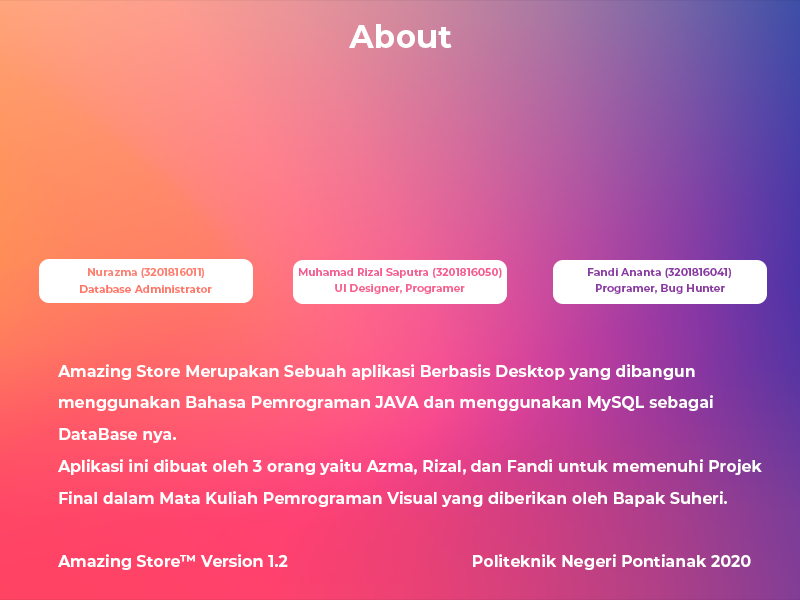 About
Nurazma (3201816011)
Database Administrator
Muhamad Rizal Saputra (3201816050)
UI Designer, Programer
Fandi Ananta (3201816041)
Programer, Bug Hunter
Amazing Store Merupakan Sebuah aplikasi Berbasis Desktop yang dibangun
menggunakan Bahasa Pemrograman JAVA dan menggunakan MySQL sebagai
DataBase nya.
Aplikasi ini dibuat oleh 3 orang yaitu Azma, Rizal, dan Fandi untuk memenuhi Projek
Final dalam Mata Kuliah Pemrograman Visual yang diberikan oleh Bapak Suheri.
Amazing Store™ Version 1.2
Politeknik Negeri Pontianak 2020